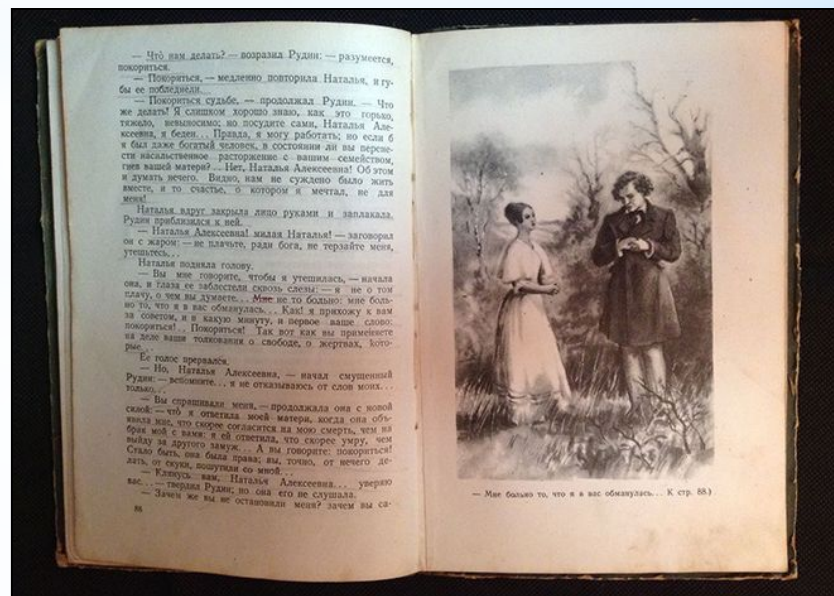 — Что̀ нам делать? — возразил Рудин: — разумеется,
покориться.
— Покориться, — медленно повторила Наталья, и гу-
бы ее побледнели...
— Покориться судьбе, — продолжал Рудин. — Что
же делать! Я слишком хорошо знаю, как это горько,
тяжело, невыносимо; но посудите сами, Наталья Але-
ксеевна, я беден... Правда, я могу работать; но если б
я был даже богатый человек, в состоянии ли вы перене-
сти насильственное расторжение с вашим семейством,
гнев вашей матери?.. Нет, Наталья Алексеевна! Об этом
и думать нечего. Видно, нам не суждено было жить
вместе, и то счастье, о котором я мечтал, не для
меня!
Наталья вдруг закрыла лицо руками и заплакала.
Рудин приблизился к ней.
— Наталья Алексеевна! милая Наталья! — заговорил
он с жаром: — не плачьте, ради бога, не терзайте меня,
утешьтесь...
Наталья подняла голову.
— Вы мне говорите, чтобы я утешилась, — начала
она, и глаза ее заблестели сквозь слезы: — я не о том
плачу, о чем вы думаете... Мне не то больно: мне боль-
но то, что я в вас обманулась... Как! я прихожу к вам
за советом, и в какую минуту, и первое ваше слово:
покориться!.. Покориться! Так вот как вы применяете
на деле ваши толкования о свободе, о жертвах, кото-
рые...
Ее голос прервался.
— Но, Наталья Алексеевна, — начал смущенный
Рудин: — вспомните... я не отказываюсь от слов моих...
только...
— Вы спрашивали меня, — продолжала она с новой
силой: — что̀ я ответила моей матери, когда она объ-
явила мне, что скорее согласится на мою смерть, чем на
брак мой с вами: я ей ответила, что скорее умру, чем
выйду за другого замуж... А вы говорите: покориться!
Стало быть, она была права; вы, точно, от нечего де-
лать, от скуки, пошутили со мной...
— Клянусь вам, Наталья Алексеевна... уверяю
вас... — твердил Рудин; но она его не слушала.
— Зачем же вы не остановили меня? зачем вы са-
88
— Мне больно то, что я в вас обманулась... К стр. 88.)